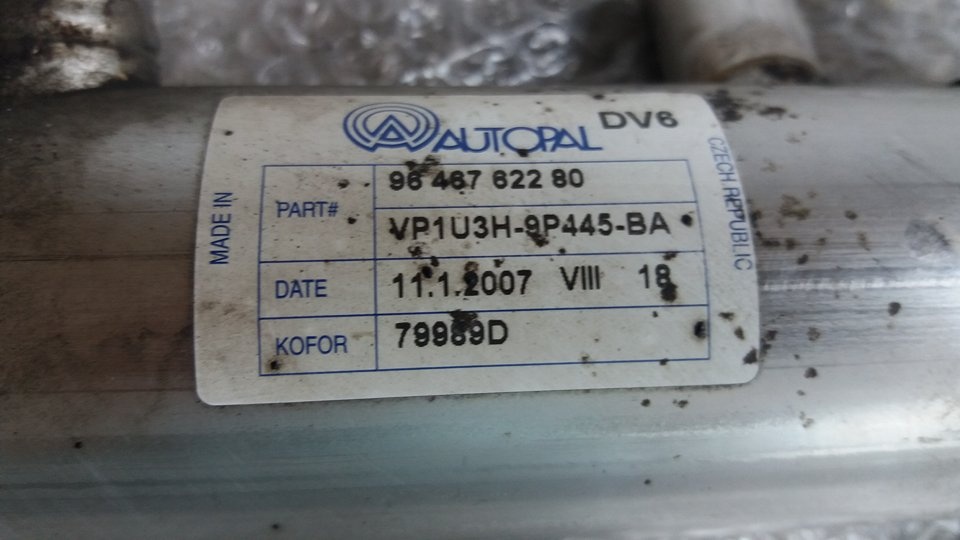 AUTOPAL DV6
MADE IN
CZECH REPUBLIC
PART# 96 467 622 80
VP1U3H-9P445-BA
DATE 11.1.2007 VIII 18
KOFOR 79989D